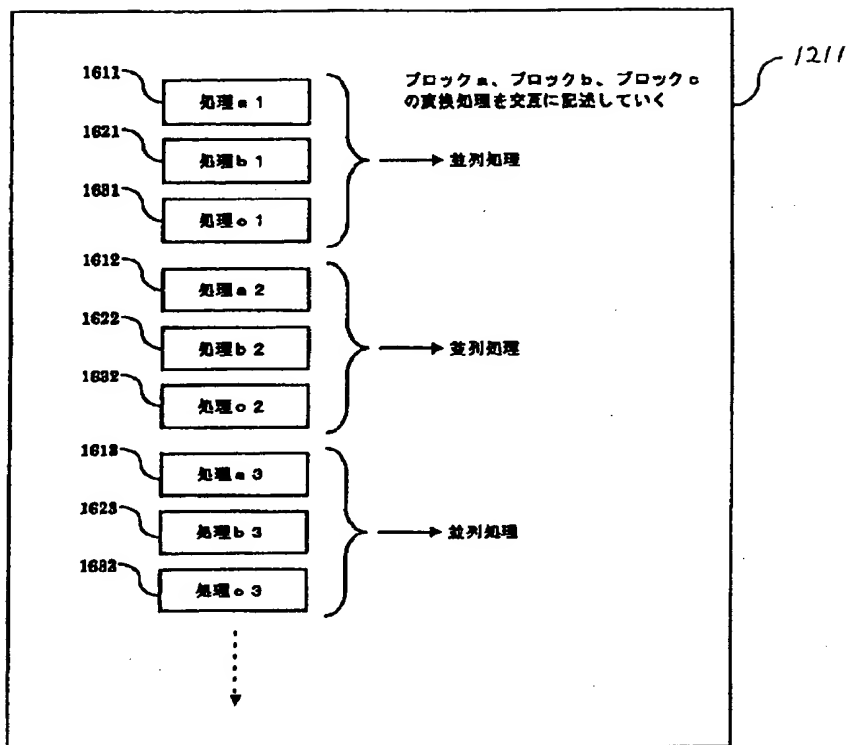 1211
ブロックa、ブロックb、ブロックc
の変換処理を交互に記述していく
1611
処理a1
1621
処理b1
1631
処理c1
並列処理
1612
処理a2
1622
処理b2
1632
処理c2
並列処理
1613
処理a3
1623
処理b3
1633
処理c3
並列処理